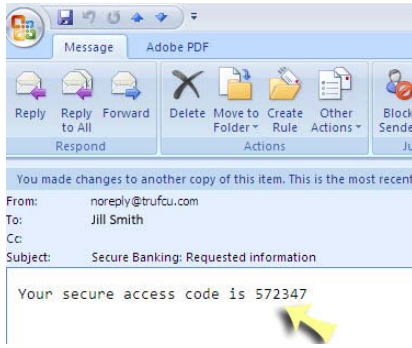 Message Adobe PDF
Reply Reply to All Forward Delete Move to Folder Create Rule Other Actions Block
Respond Actions
You made changes to another copy of this item. This is the most recent
From: noreply@trufcu.com
To: Jill Smith
Cc:
Subject: Secure Banking: Requested information
Your secure access code is 572347